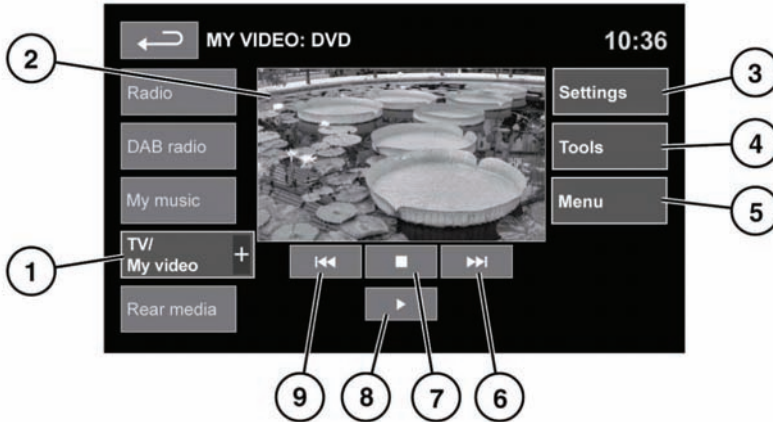 MY VIDEO: DVD
10:36
2
3
Radio
Settings
DAB radio
Tools
4
My music
Menu
5
1
TV/
My video +
Rear media
9
8
7
6